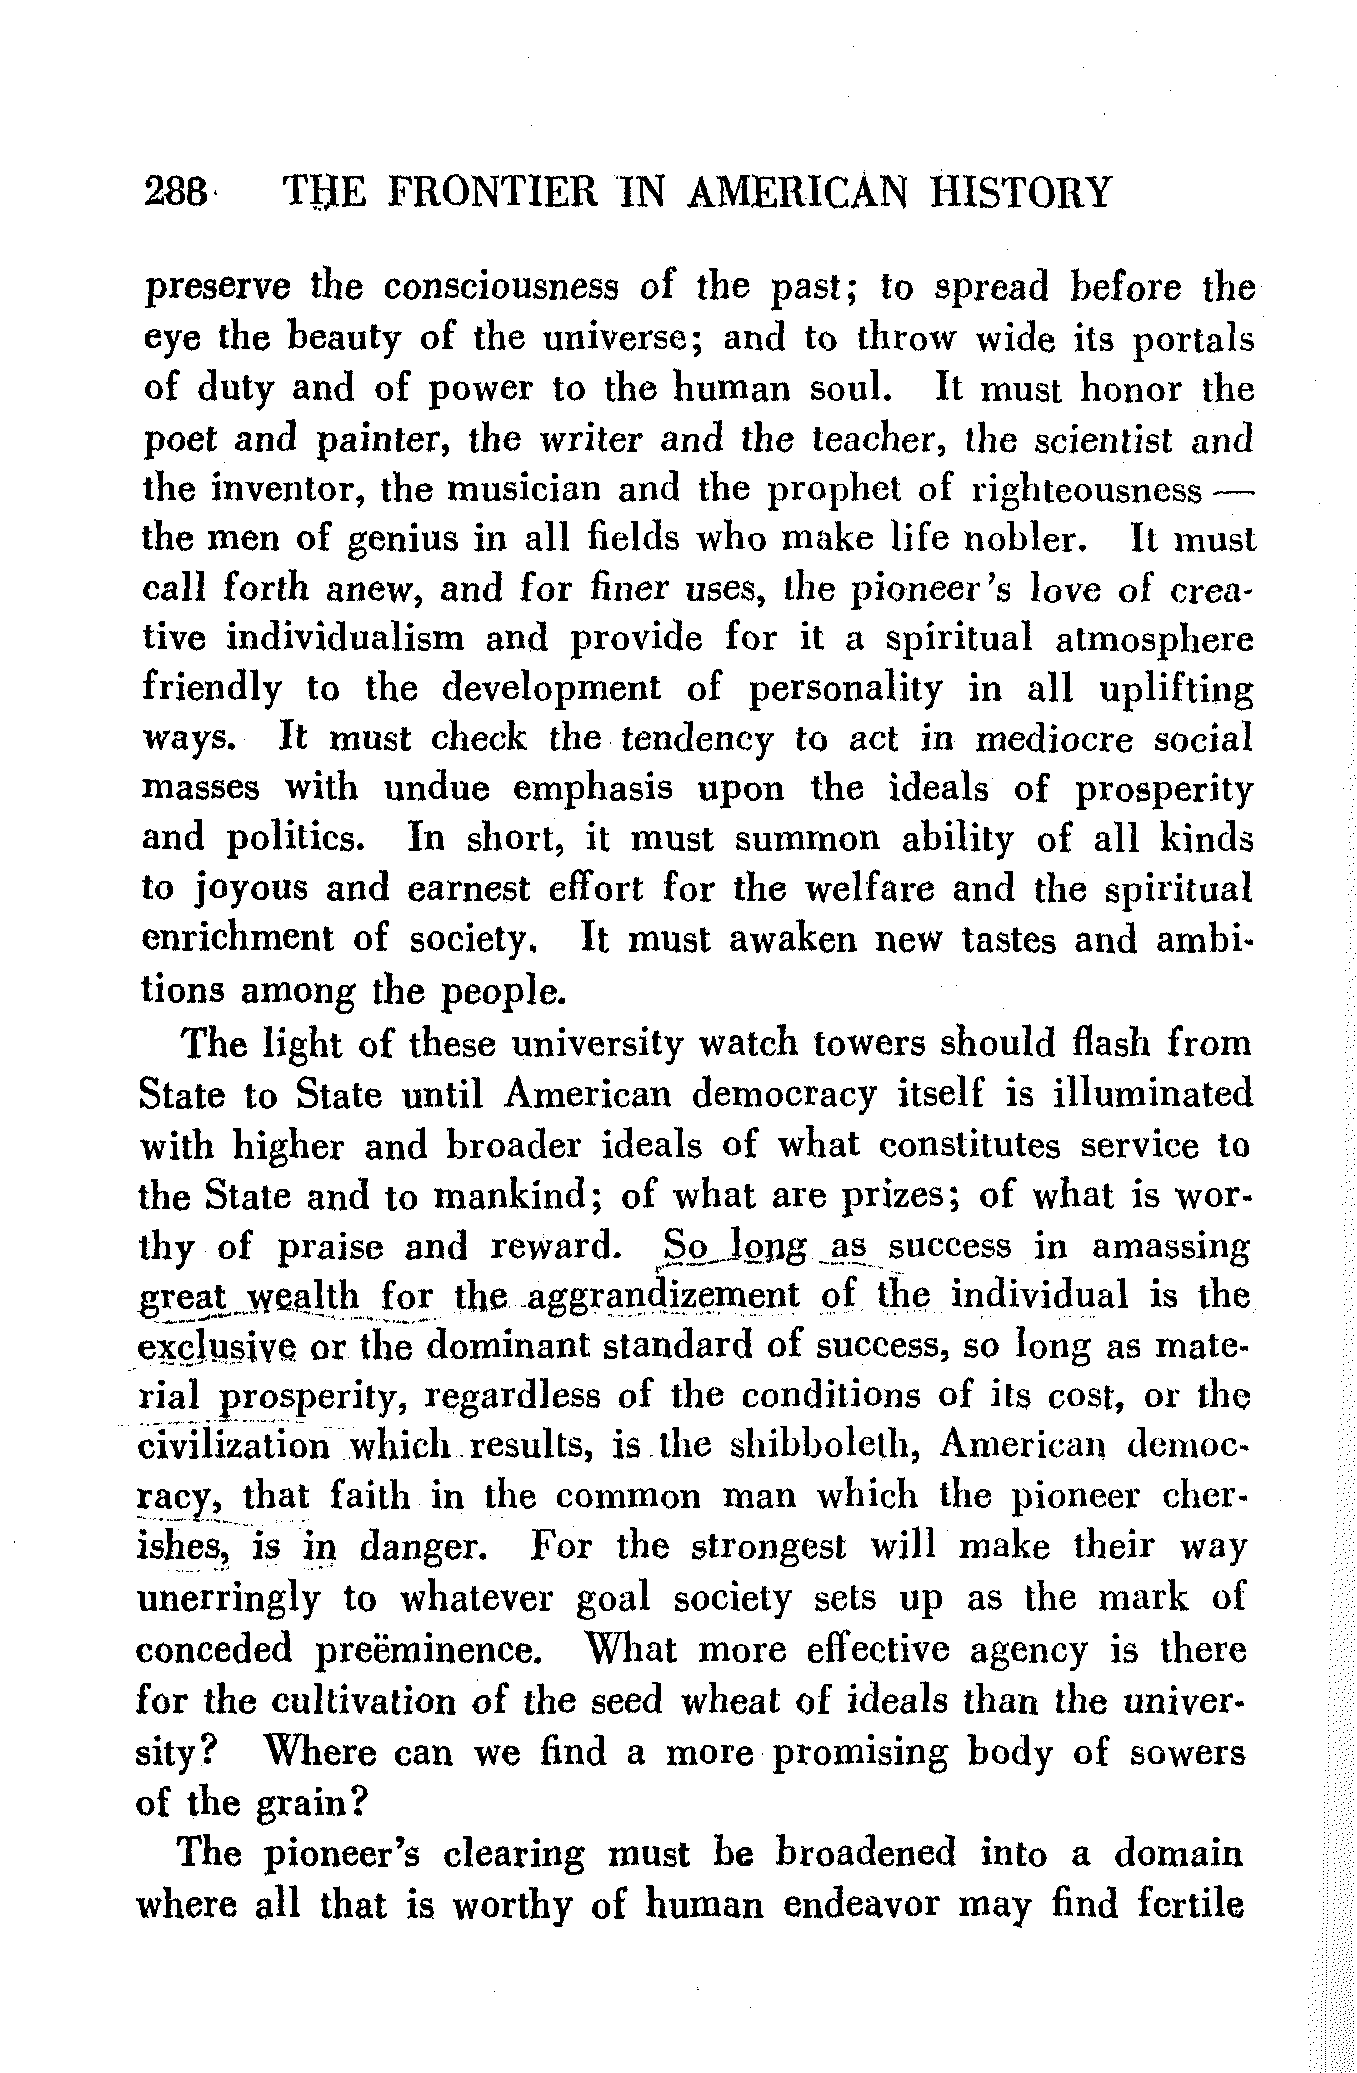 288 THE FRONTIER IN AMERICAN HISTORY
preserve the consciousness of the past; to spread before the
eye the beauty of the universe; and to throw wide its portals
of duty and of power to the human soul. It must honor the
poet and painter, the writer and the teacher, the scientist and
the inventor, the musician and the prophet of righteousness —
the men of genius in all fields who make life nobler. It must
call forth anew, and for finer uses, the pioneer's love of crea-
tive individualism and provide for it a spiritual atmosphere
friendly to the development of personality in all uplifting
ways. It must check the tendency to act in mediocre social
masses with undue emphasis upon the ideals of prosperity
and politics. In short, it must summon ability of all kinds
to joyous and earnest effort for the welfare and the spiritual
enrichment of society. It must awaken new tastes and ambi-
tions among the people.
The light of these university watch towers should flash from
State to State until American democracy itself is illuminated
with higher and broader ideals of what constitutes service to
the State and to mankind; of what are prizes; of what is wor-
thy of praise and reward. So long as success in amassing
great wealth for the aggrandizement of the individual is the
exclusive or the dominant standard of success, so long as mate-
rial prosperity, regardless of the conditions of its cost, or the
civilization which results, is the shibboleth, American democ-
racy, that faith in the common man which the pioneer cher-
ishes, is in danger. For the strongest will make their way
unerringly to whatever goal society sets up as the mark of
conceded preëminence. What more effective agency is there
for the cultivation of the seed wheat of ideals than the univer-
sity? Where can we find a more promising body of sowers
of the grain?
The pioneer's clearing must be broadened into a domain
where all that is worthy of human endeavor may find fertile